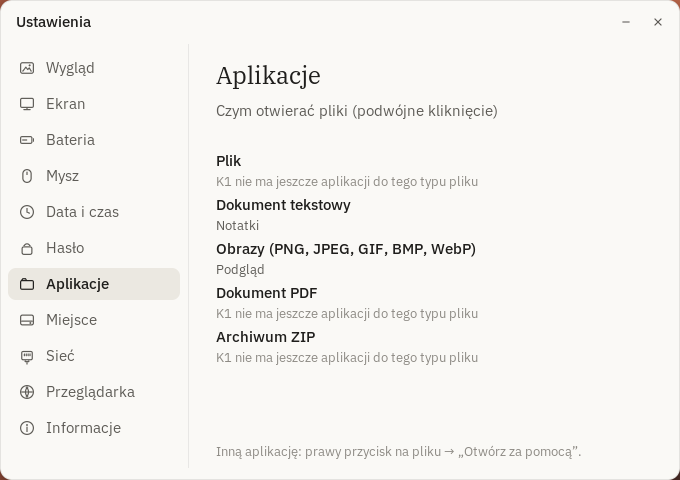 Ustawienia
Wygląd
Ekran
Bateria
Mysz
Data i czas
Hasło
Aplikacje
Miejsce
Sieć
Przeglądarka
Informacje
Aplikacje
Czym otwierać pliki (podwójne kliknięcie)
Plik
K1 nie ma jeszcze aplikacji do tego typu pliku
Dokument tekstowy
Notatki
Obrazy (PNG, JPEG, GIF, BMP, WebP)
Podgląd
Dokument PDF
K1 nie ma jeszcze aplikacji do tego typu pliku
Archiwum ZIP
K1 nie ma jeszcze aplikacji do tego typu pliku
Inną aplikację: prawy przycisk na pliku → „Otwórz za pomocą”.